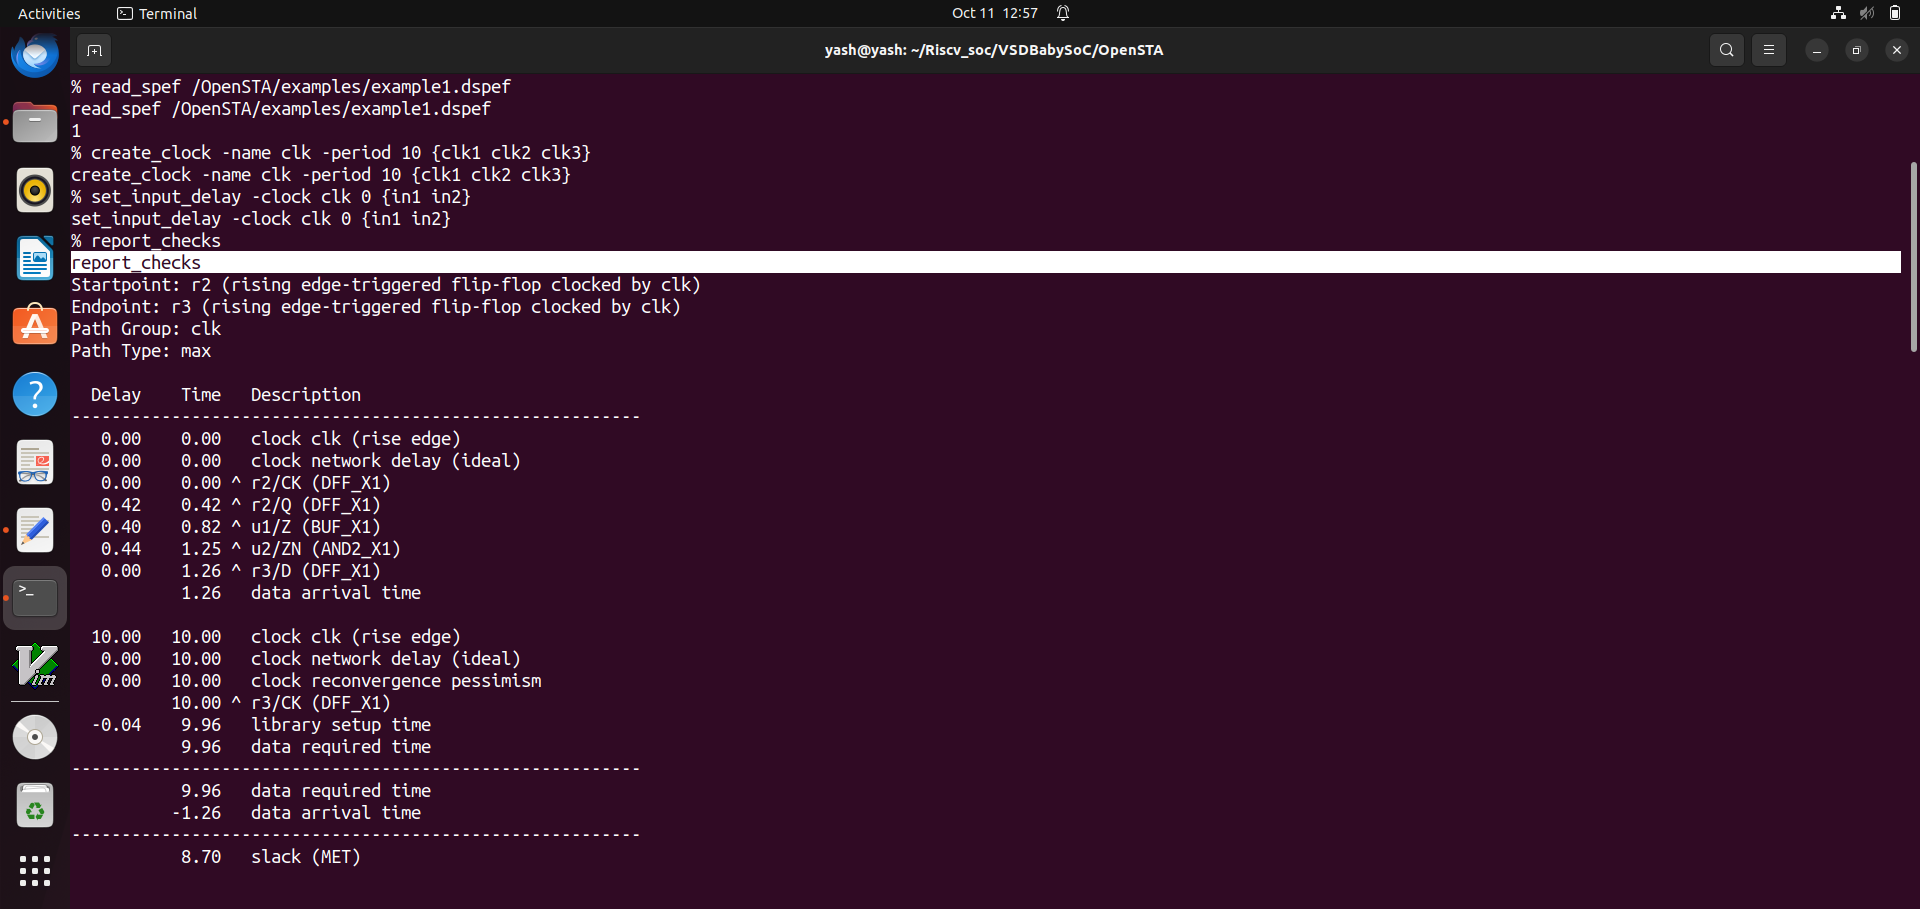 Activities
Terminal
Oct 11 12:57
yash@yash: ~/Riscv_soc/VSDBabySoC/OpenSTA
% read_spef /OpenSTA/examples/example1.dspef
read_spef /OpenSTA/examples/example1.dspef
1
% create_clock -name clk -period 10 {clk1 clk2 clk3}
create_clock -name clk -period 10 {clk1 clk2 clk3}
% set_input_delay -clock clk 0 {in1 in2}
set_input_delay -clock clk 0 {in1 in2}
% report_checks
report_checks
Startpoint: r2 (rising edge-triggered flip-flop clocked by clk)
Endpoint: r3 (rising edge-triggered flip-flop clocked by clk)
Path Group: clk
Path Type: max
  Delay    Time   Description
---------------------------------------------------------
   0.00    0.00   clock clk (rise edge)
   0.00    0.00   clock network delay (ideal)
   0.00    0.00 ^ r2/CK (DFF_X1)
   0.42    0.42 ^ r2/Q (DFF_X1)
   0.40    0.82 ^ u1/Z (BUF_X1)
   0.44    1.25 ^ u2/ZN (AND2_X1)
   0.00    1.26 ^ r3/D (DFF_X1)
           1.26   data arrival time
  10.00   10.00   clock clk (rise edge)
   0.00   10.00   clock network delay (ideal)
   0.00   10.00   clock reconvergence pessimism
          10.00 ^ r3/CK (DFF_X1)
  -0.04    9.96   library setup time
           9.96   data required time
---------------------------------------------------------
           9.96   data required time
          -1.26   data arrival time
---------------------------------------------------------
           8.70   slack (MET)